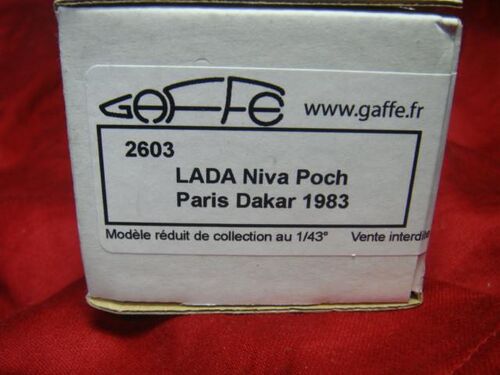 GAFFE www.gaffe.fr
2603
LADA Niva Poch
Paris Dakar 1983
Modèle réduit de collection au 1/43° Vente interdite